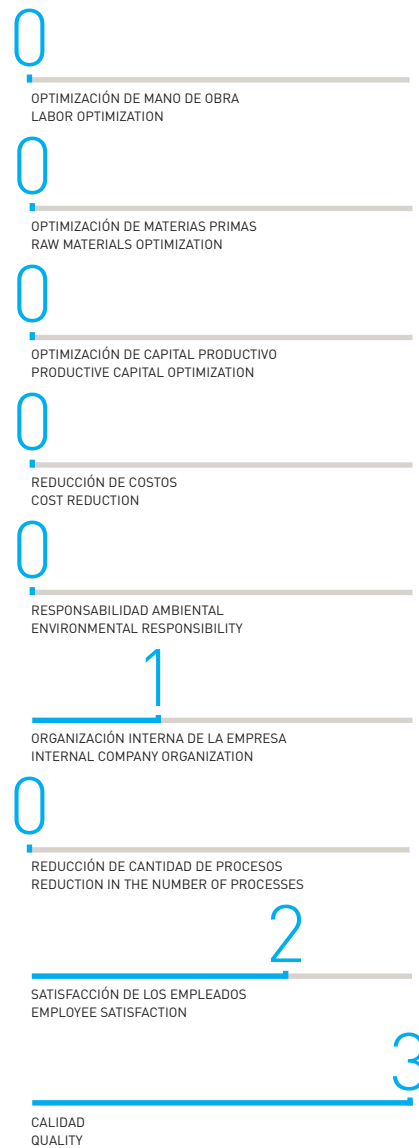 0
OPTIMIZACIÓN DE MANO DE OBRA
LABOR OPTIMIZATION
0
OPTIMIZACIÓN DE MATERIAS PRIMAS
RAW MATERIALS OPTIMIZATION
0
OPTIMIZACIÓN DE CAPITAL PRODUCTIVO
PRODUCTIVE CAPITAL OPTIMIZATION
0
REDUCCIÓN DE COSTOS
COST REDUCTION
0
RESPONSABILIDAD AMBIENTAL
ENVIRONMENTAL RESPONSIBILITY
1
ORGANIZACIÓN INTERNA DE LA EMPRESA
INTERNAL COMPANY ORGANIZATION
0
REDUCCIÓN DE CANTIDAD DE PROCESOS
REDUCTION IN THE NUMBER OF PROCESSES
2
SATISFACCIÓN DE LOS EMPLEADOS
EMPLOYEE SATISFACTION
3
CALIDAD
QUALITY